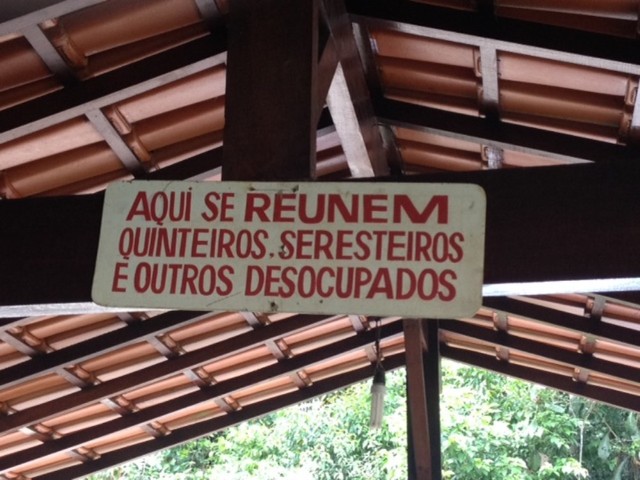 AQUI SE REUNEM
QUINTEIROS, SERESTEIROS
E OUTROS DESOCUPADOS